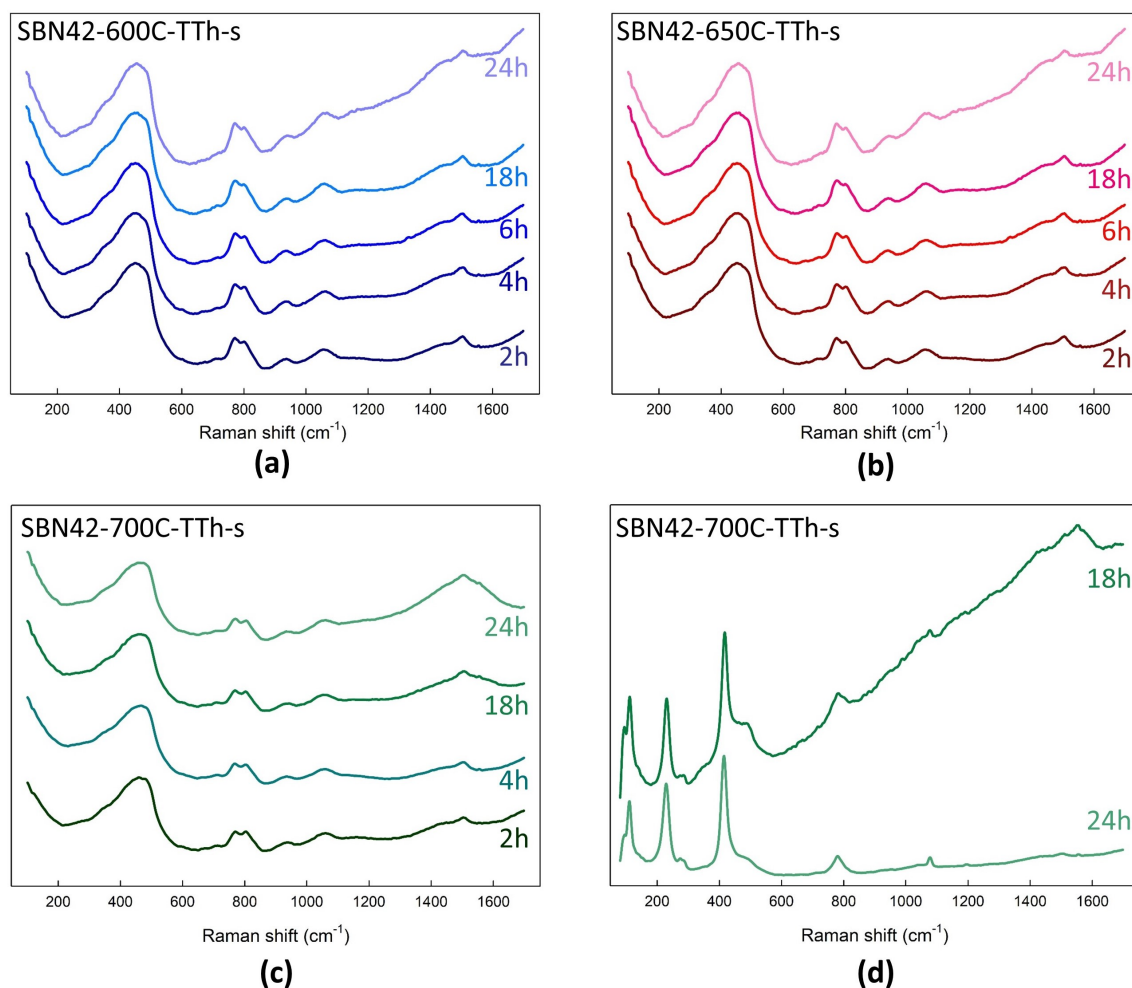 SBN42-600C-TTh-s
24h
18h
6h
4h
2h
200 400 600 800 1000 1200 1400 1600
Raman shift (cm⁻¹)
(a)
SBN42-650C-TTh-s
24h
18h
6h
4h
2h
200 400 600 800 1000 1200 1400 1600
Raman shift (cm⁻¹)
(b)
SBN42-700C-TTh-s
24h
18h
4h
2h
200 400 600 800 1000 1200 1400 1600
Raman shift (cm⁻¹)
(c)
SBN42-700C-TTh-s
18h
24h
200 400 600 800 1000 1200 1400 1600
Raman shift (cm⁻¹)
(d)